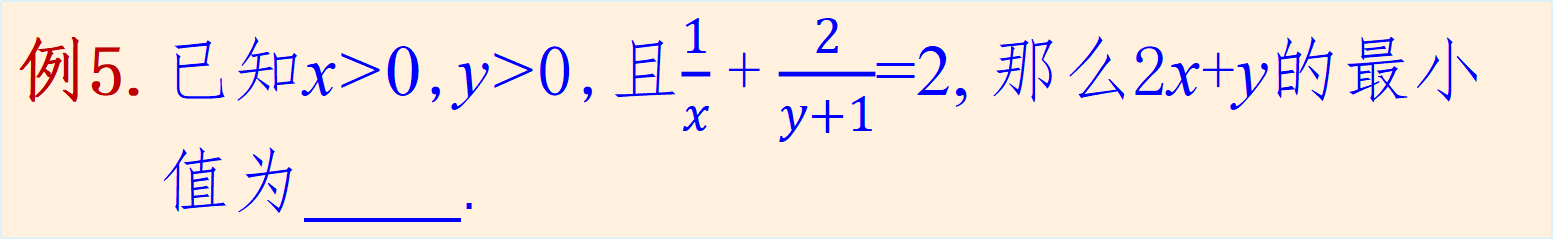 例5. 已知x>0,y>0,且1/x + 2/(y+1)=2,那么2x+y的最小
值为_____.